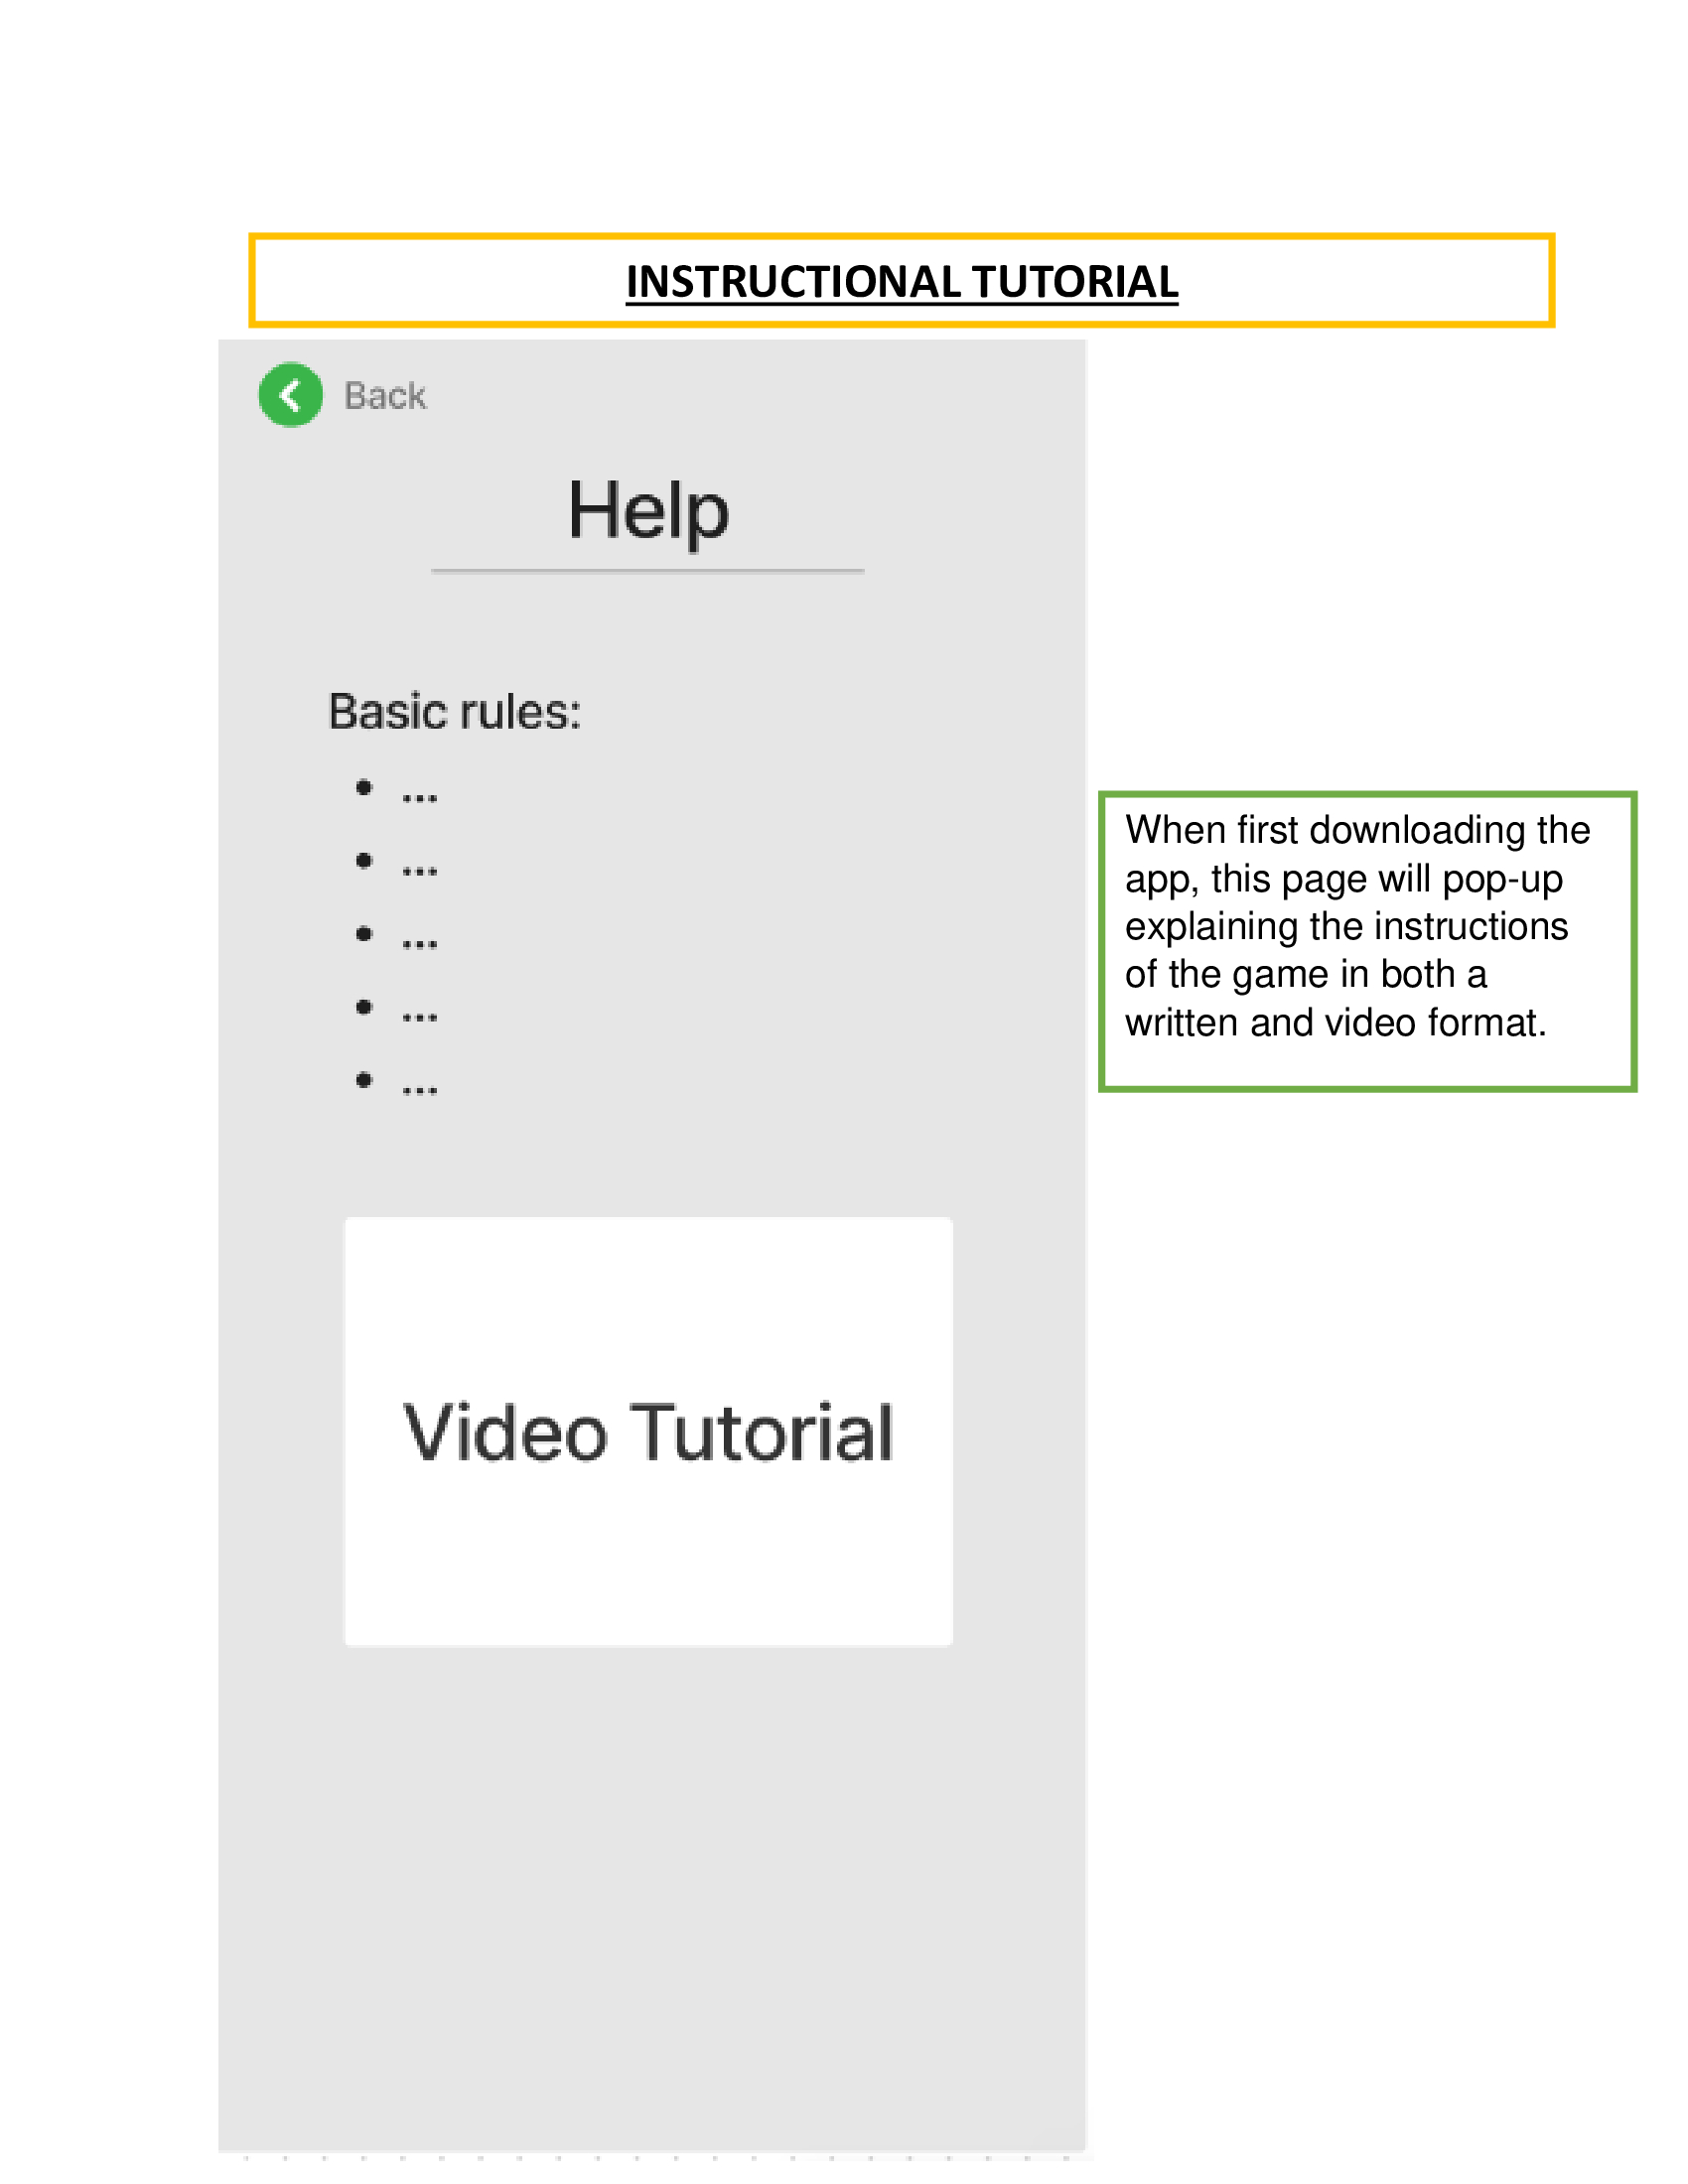 INSTRUCTIONAL TUTORIAL
Back
Help
Basic rules:
• ...
• ...
• ...
• ...
• ...
When first downloading the
app, this page will pop-up
explaining the instructions
of the game in both a
written and video format.
Video Tutorial